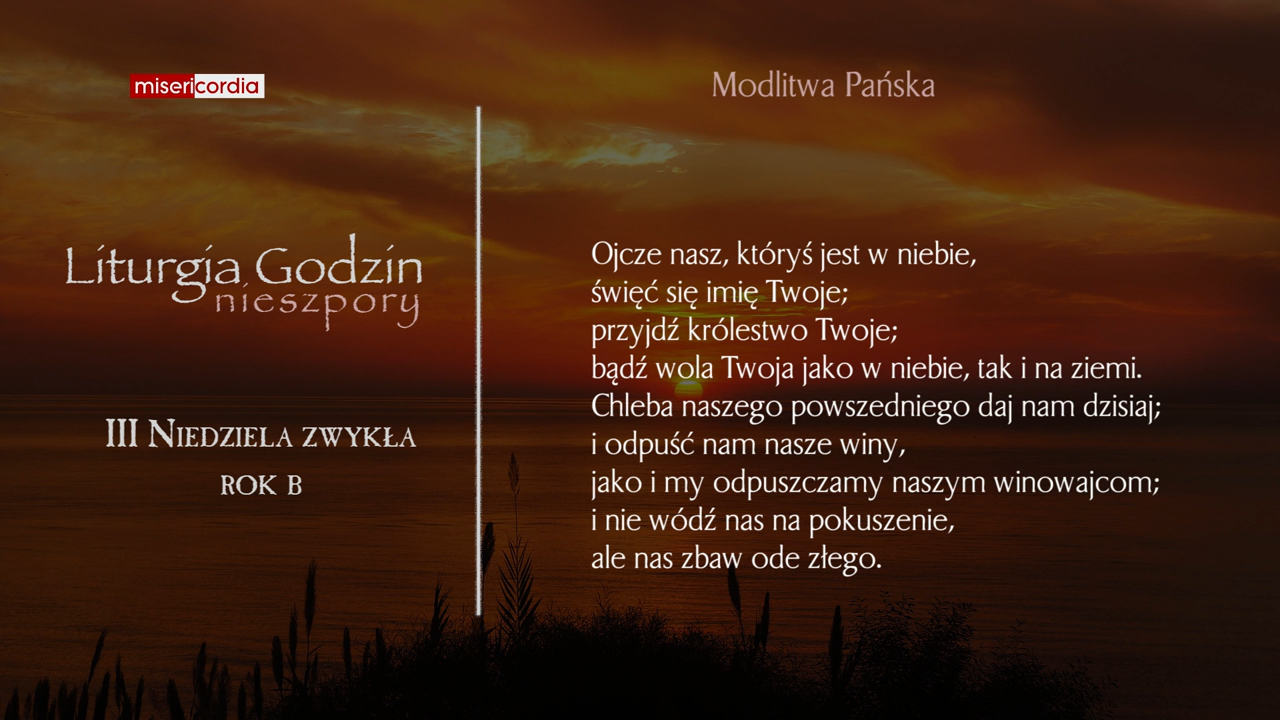 misericordia
Liturgia Godzin
nieszpory
III Niedziela zwykła
rok B
Modlitwa Pańska
Ojcze nasz, któryś jest w niebie,
święć się imię Twoje;
przyjdź królestwo Twoje;
bądź wola Twoja jako w niebie, tak i na ziemi.
Chleba naszego powszedniego daj nam dzisiaj;
i odpuść nam nasze winy,
jako i my odpuszczamy naszym winowajcom;
i nie wódź nas na pokuszenie,
ale nas zbaw ode złego.